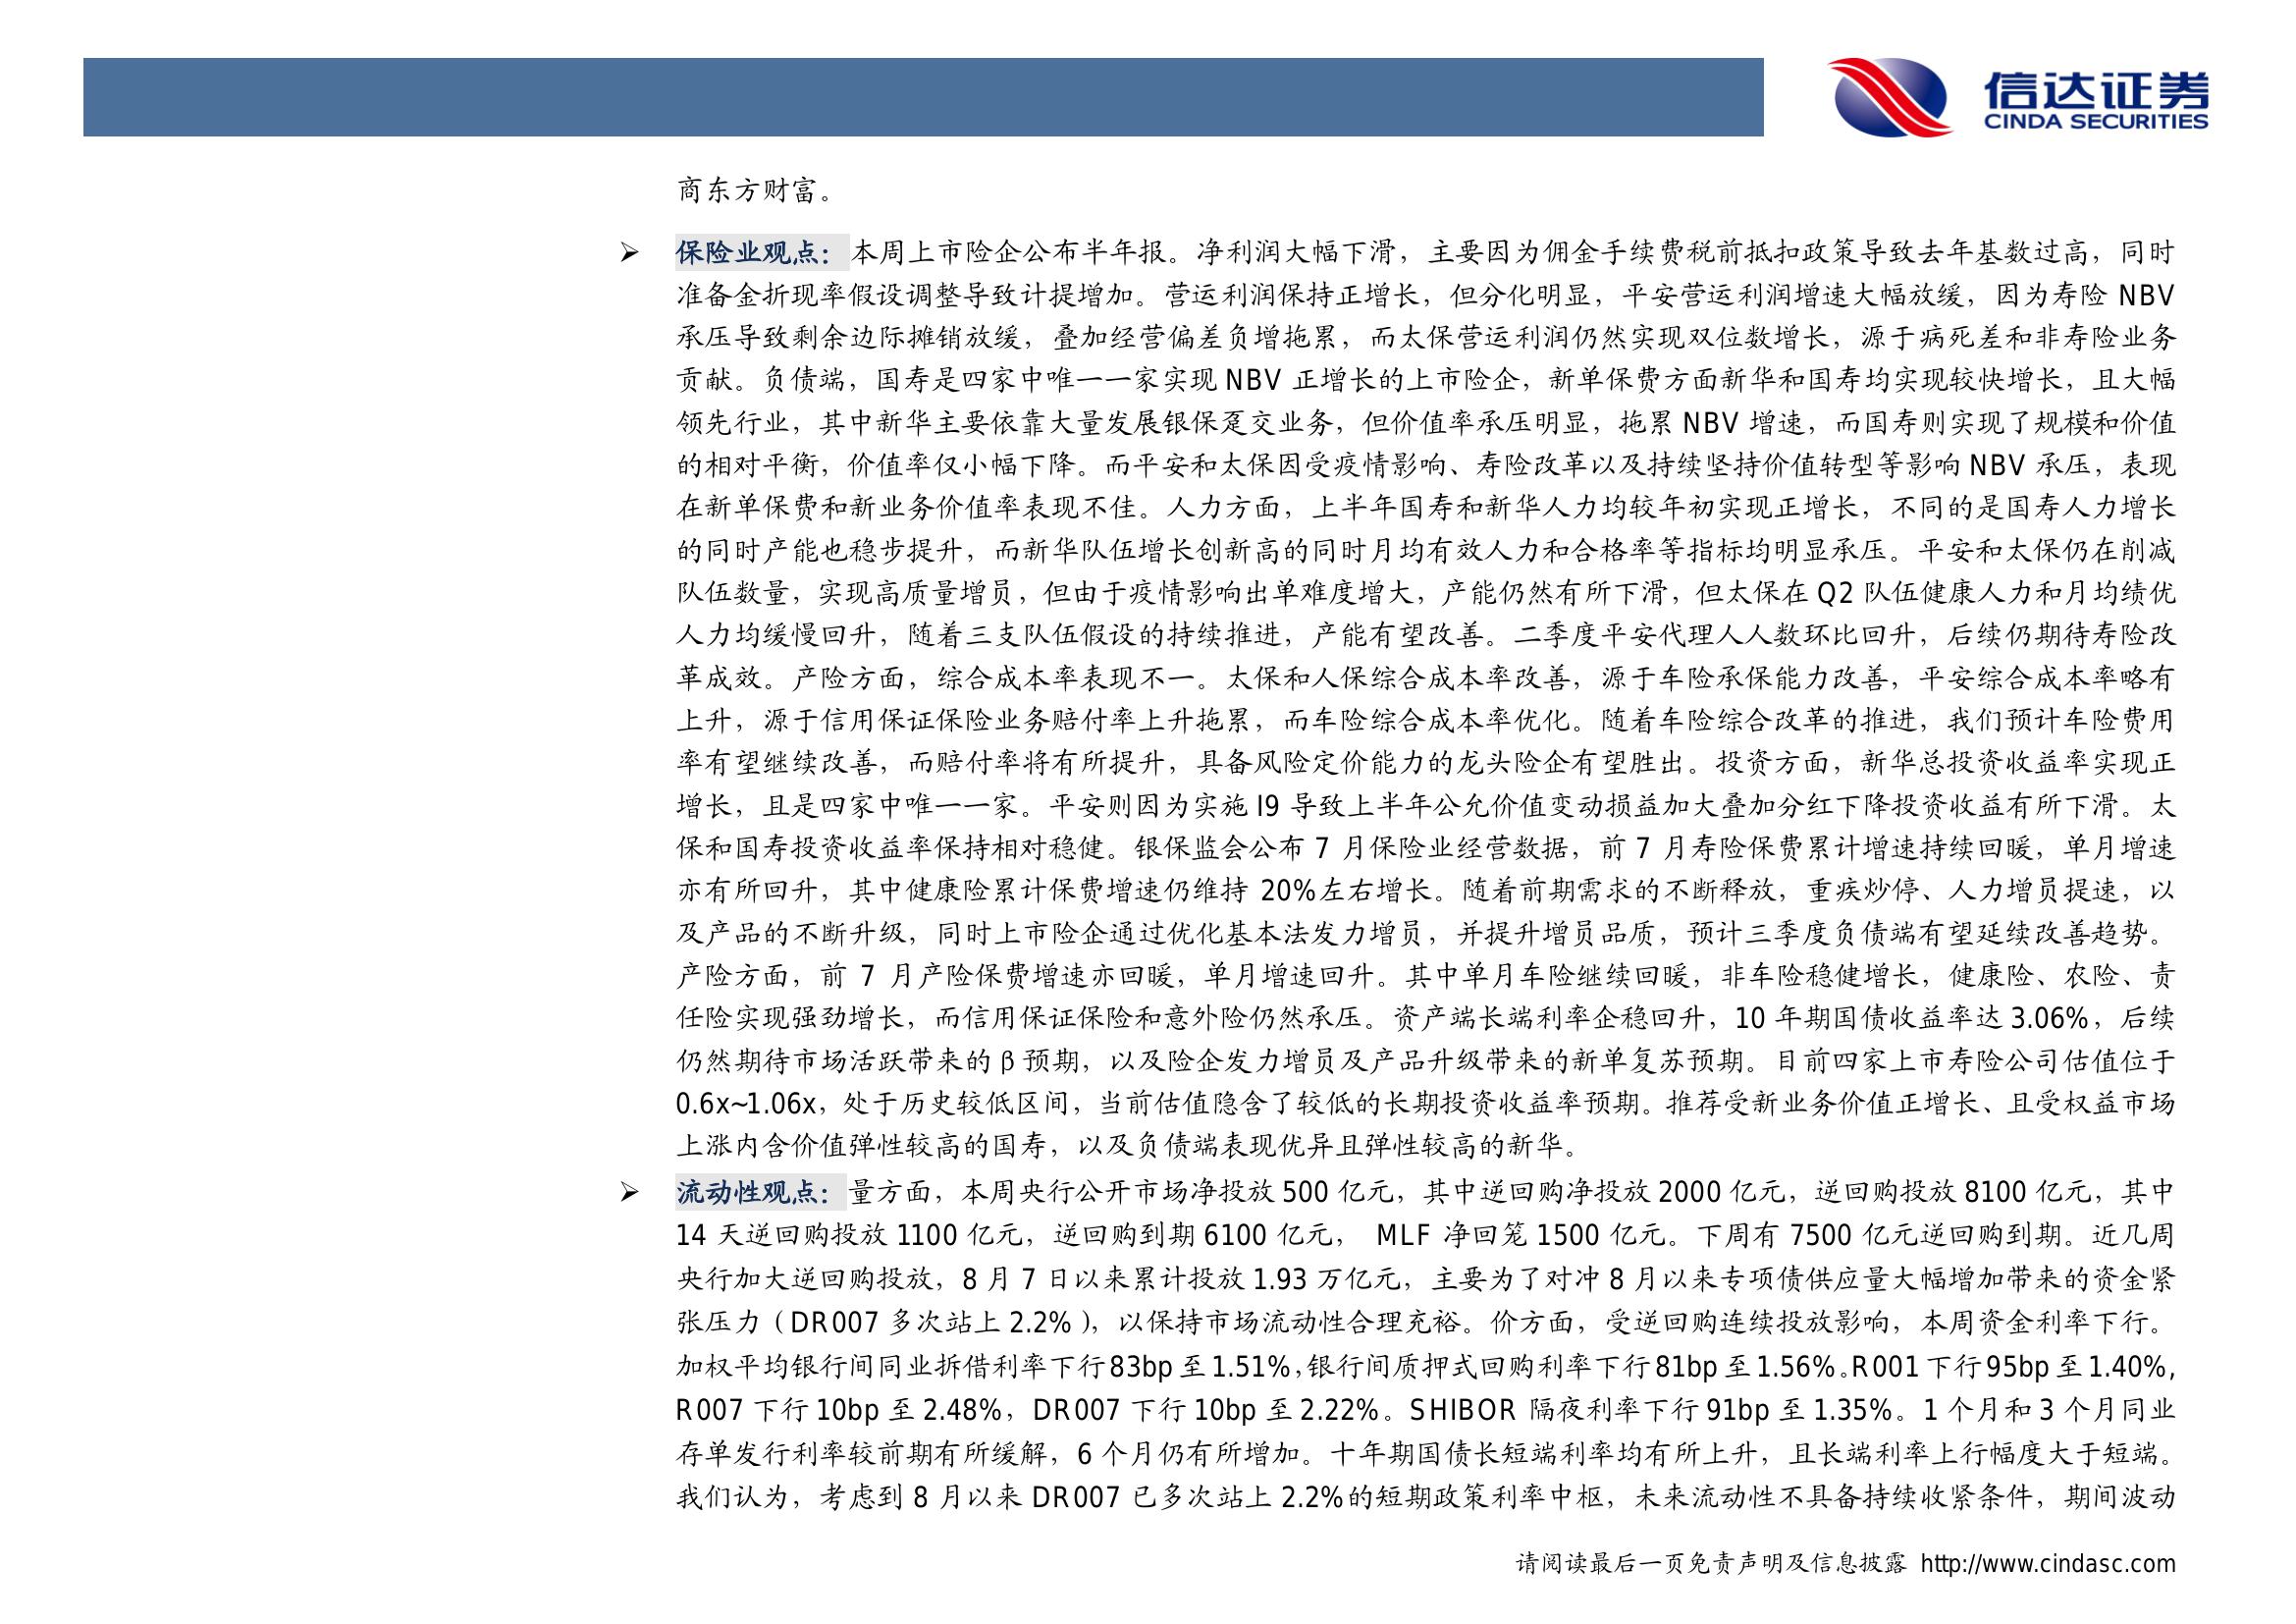 信达证券
CINDA SECURITIES
商东方财富。
➢ 保险业观点：本周上市险企公布半年报。净利润大幅下滑，主要因为佣金手续费税前抵扣政策导致去年基数过高，同时
准备金折现率假设调整导致计提增加。营运利润保持正增长，但分化明显，平安营运利润增速大幅放缓，因为寿险 NBV
承压导致剩余边际摊销放缓，叠加经营偏差负增拖累，而太保营运利润仍然实现双位数增长，源于病死差和非寿险业务
贡献。负债端，国寿是四家中唯一一家实现 NBV 正增长的上市险企，新单保费方面新华和国寿均实现较快增长，且大幅
领先行业，其中新华主要依靠大量发展银保趸交业务，但价值率承压明显，拖累 NBV 增速，而国寿则实现了规模和价值
的相对平衡，价值率仅小幅下降。而平安和太保因受疫情影响、寿险改革以及持续坚持价值转型等影响 NBV 承压，表现
在新单保费和新业务价值率表现不佳。人力方面，上半年国寿和新华人力均较年初实现正增长，不同的是国寿人力增长
的同时产能也稳步提升，而新华队伍增长创新高的同时月均有效人力和合格率等指标均明显承压。平安和太保仍在削减
队伍数量，实现高质量增员，但由于疫情影响出单难度增大，产能仍然有所下滑，但太保在 Q2 队伍健康人力和月均绩优
人力均缓慢回升，随着三支队伍假设的持续推进，产能有望改善。二季度平安代理人人数环比回升，后续仍期待寿险改
革成效。产险方面，综合成本率表现不一。太保和人保综合成本率改善，源于车险承保能力改善，平安综合成本率略有
上升，源于信用保证保险业务赔付率上升拖累，而车险综合成本率优化。随着车险综合改革的推进，我们预计车险费用
率有望继续改善，而赔付率将有所提升，具备风险定价能力的龙头险企有望胜出。投资方面，新华总投资收益率实现正
增长，且是四家中唯一一家。平安则因为实施 I9 导致上半年公允价值变动损益加大叠加分红下降投资收益有所下滑。太
保和国寿投资收益率保持相对稳健。银保监会公布 7 月保险业经营数据，前 7 月寿险保费累计增速持续回暖，单月增速
亦有所回升，其中健康险累计保费增速仍维持 20%左右增长。随着前期需求的不断释放，重疾炒停、人力增员提速，以
及产品的不断升级，同时上市险企通过优化基本法发力增员，并提升增员品质，预计三季度负债端有望延续改善趋势。
产险方面，前 7 月产险保费增速亦回暖，单月增速回升。其中单月车险继续回暖，非车险稳健增长，健康险、农险、责
任险实现强劲增长，而信用保证保险和意外险仍然承压。资产端长端利率企稳回升，10 年期国债收益率达 3.06%，后续
仍然期待市场活跃带来的 β 预期，以及险企发力增员及产品升级带来的新单复苏预期。目前四家上市寿险公司估值位于
0.6x~1.06x，处于历史较低区间，当前估值隐含了较低的长期投资收益率预期。推荐受新业务价值正增长、且受权益市场
上涨内含价值弹性较高的国寿，以及负债端表现优异且弹性较高的新华。
➢ 流动性观点：量方面，本周央行公开市场净投放 500 亿元，其中逆回购净投放 2000 亿元，逆回购投放 8100 亿元，其中
14 天逆回购投放 1100 亿元，逆回购到期 6100 亿元， MLF 净回笼 1500 亿元。下周有 7500 亿元逆回购到期。近几周
央行加大逆回购投放，8 月 7 日以来累计投放 1.93 万亿元，主要为了对冲 8 月以来专项债供应量大幅增加带来的资金紧
张压力（DR007 多次站上 2.2%），以保持市场流动性合理充裕。价方面，受逆回购连续投放影响，本周资金利率下行。
加权平均银行间同业拆借利率下行 83bp 至 1.51%，银行间质押式回购利率下行 81bp 至 1.56%。R001 下行 95bp 至 1.40%，
R007 下行 10bp 至 2.48%，DR007 下行 10bp 至 2.22%。SHIBOR 隔夜利率下行 91bp 至 1.35%。1 个月和 3 个月同业
存单发行利率较前期有所缓解，6 个月仍有所增加。十年期国债长短端利率均有所上升，且长端利率上行幅度大于短端。
我们认为，考虑到 8 月以来 DR007 已多次站上 2.2%的短期政策利率中枢，未来流动性不具备持续收紧条件，期间波动
请阅读最后一页免责声明及信息披露 http://www.cindasc.com